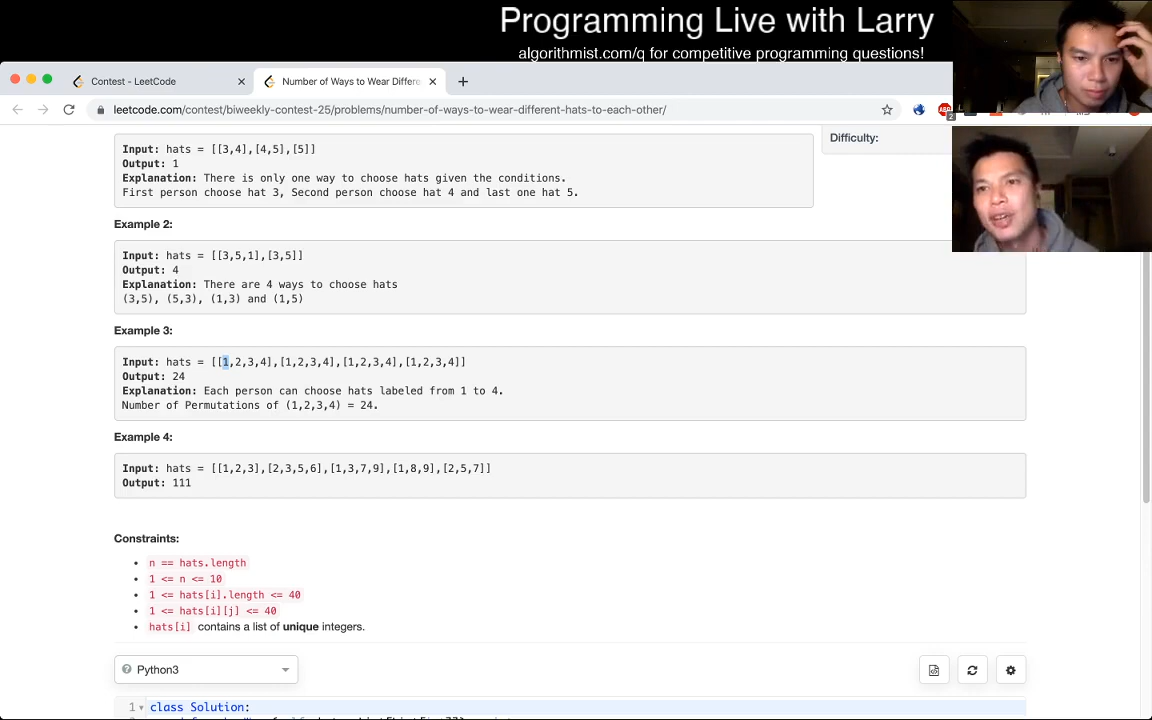 Programming Live with Larry
algorithmist.com/q for competitive programming questions!
Contest - LeetCode
Number of Ways to Wear Differe
leetcode.com/contest/biweekly-contest-25/problems/number-of-ways-to-wear-different-hats-to-each-other/
Input: hats = [[3,4],[4,5],[5]]
Output: 1
Explanation: There is only one way to choose hats given the conditions.
First person choose hat 3, Second person choose hat 4 and last one hat 5.
Difficulty:
Example 2:
Input: hats = [[3,5,1],[3,5]]
Output: 4
Explanation: There are 4 ways to choose hats
(3,5), (5,3), (1,3) and (1,5)
Example 3:
Input: hats = [[1,2,3,4],[1,2,3,4],[1,2,3,4],[1,2,3,4]]
Output: 24
Explanation: Each person can choose hats labeled from 1 to 4.
Number of Permutations of (1,2,3,4) = 24.
Example 4:
Input: hats = [[1,2,3],[2,3,5,6],[1,3,7,9],[1,8,9],[2,5,7]]
Output: 111
Constraints:
n == hats.length
1 <= n <= 10
1 <= hats[i].length <= 40
1 <= hats[i][j] <= 40
hats[i] contains a list of unique integers.
Python3
1 class Solution: